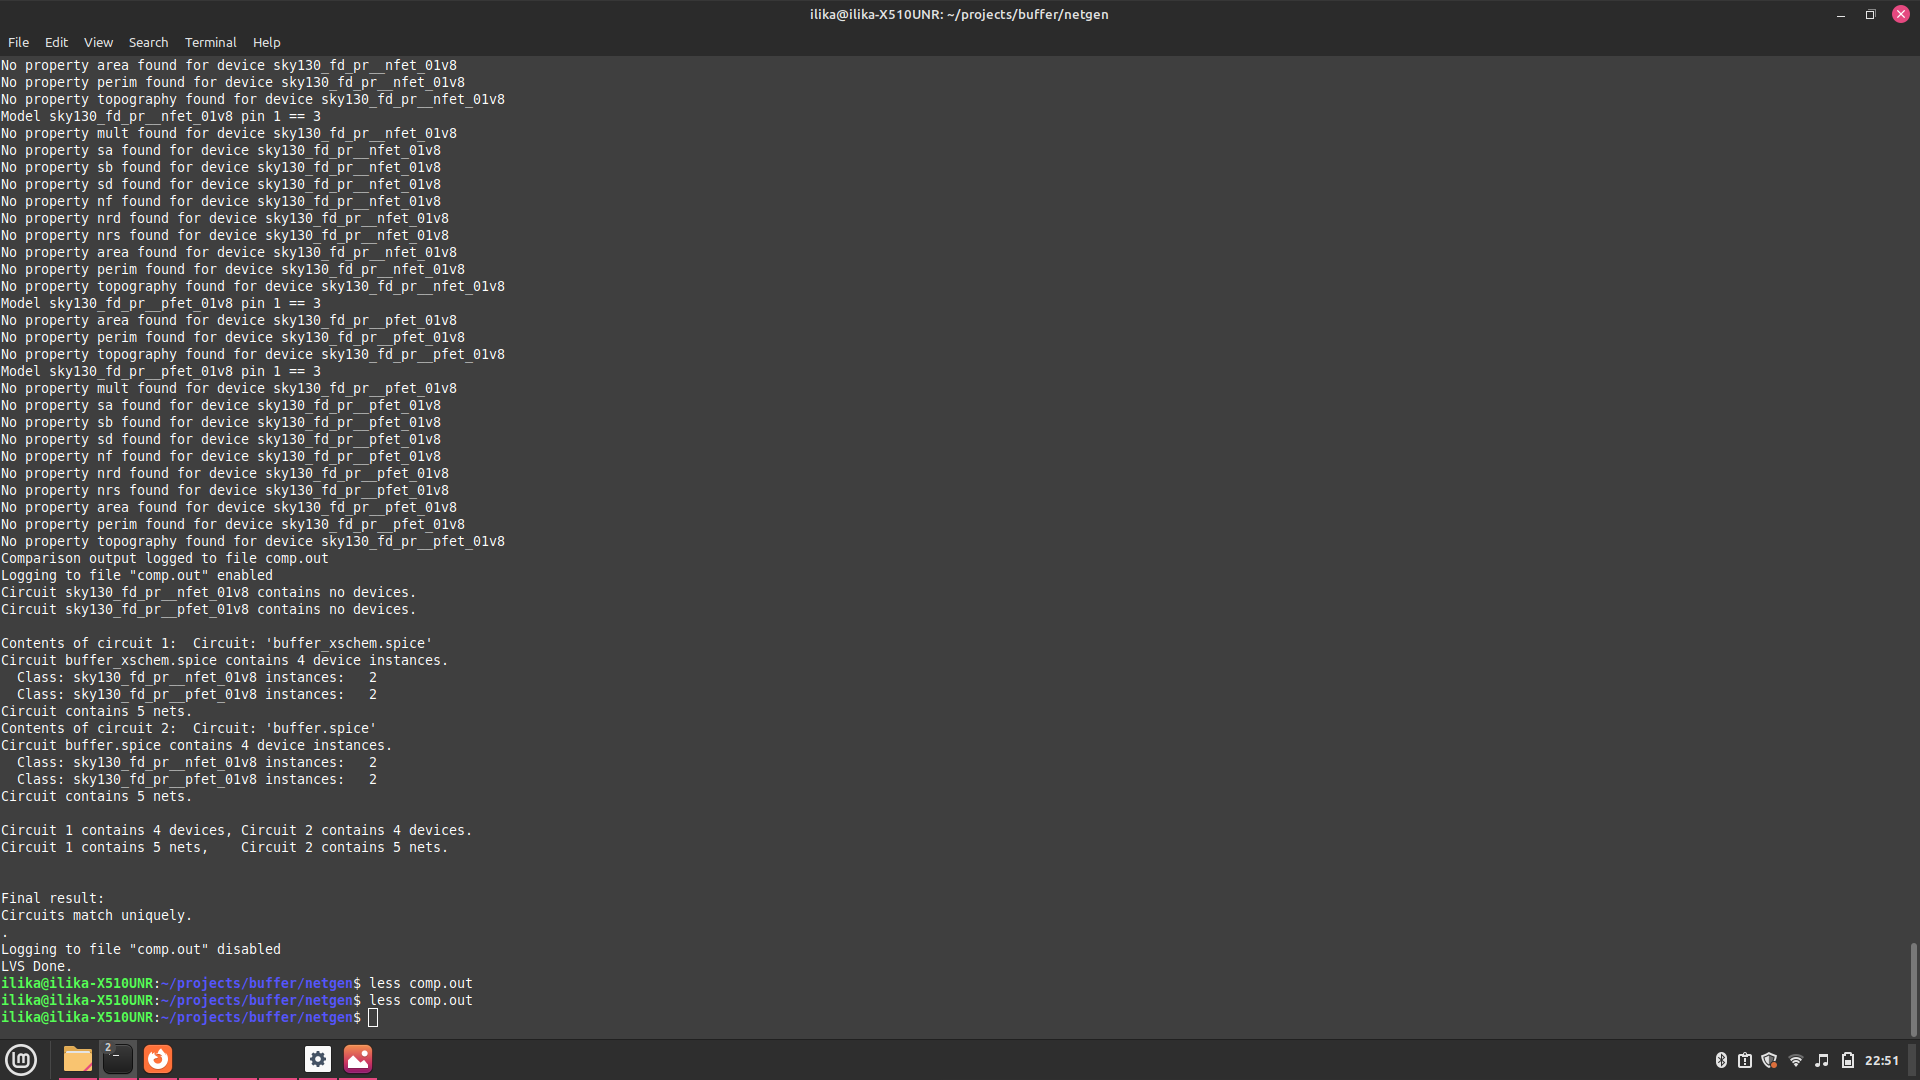 ilika@ilika-X510UNR: ~/projects/buffer/netgen
File Edit View Search Terminal Help
No property area found for device sky130_fd_pr__nfet_01v8
No property perim found for device sky130_fd_pr__nfet_01v8
No property topography found for device sky130_fd_pr__nfet_01v8
Model sky130_fd_pr__nfet_01v8 pin 1 == 3
No property mult found for device sky130_fd_pr__nfet_01v8
No property sa found for device sky130_fd_pr__nfet_01v8
No property sb found for device sky130_fd_pr__nfet_01v8
No property sd found for device sky130_fd_pr__nfet_01v8
No property nf found for device sky130_fd_pr__nfet_01v8
No property nrd found for device sky130_fd_pr__nfet_01v8
No property nrs found for device sky130_fd_pr__nfet_01v8
No property area found for device sky130_fd_pr__nfet_01v8
No property perim found for device sky130_fd_pr__nfet_01v8
No property topography found for device sky130_fd_pr__nfet_01v8
Model sky130_fd_pr__pfet_01v8 pin 1 == 3
No property area found for device sky130_fd_pr__pfet_01v8
No property perim found for device sky130_fd_pr__pfet_01v8
No property topography found for device sky130_fd_pr__pfet_01v8
Model sky130_fd_pr__pfet_01v8 pin 1 == 3
No property mult found for device sky130_fd_pr__pfet_01v8
No property sa found for device sky130_fd_pr__pfet_01v8
No property sb found for device sky130_fd_pr__pfet_01v8
No property sd found for device sky130_fd_pr__pfet_01v8
No property nf found for device sky130_fd_pr__pfet_01v8
No property nrd found for device sky130_fd_pr__pfet_01v8
No property nrs found for device sky130_fd_pr__pfet_01v8
No property area found for device sky130_fd_pr__pfet_01v8
No property perim found for device sky130_fd_pr__pfet_01v8
No property topography found for device sky130_fd_pr__pfet_01v8
Comparison output logged to file comp.out
Logging to file "comp.out" enabled
Circuit sky130_fd_pr__nfet_01v8 contains no devices.
Circuit sky130_fd_pr__pfet_01v8 contains no devices.
Contents of circuit 1:  Circuit: 'buffer_xschem.spice'
Circuit buffer_xschem.spice contains 4 device instances.
  Class: sky130_fd_pr__nfet_01v8 instances:   2
  Class: sky130_fd_pr__pfet_01v8 instances:   2
Circuit contains 5 nets.
Contents of circuit 2:  Circuit: 'buffer.spice'
Circuit buffer.spice contains 4 device instances.
  Class: sky130_fd_pr__nfet_01v8 instances:   2
  Class: sky130_fd_pr__pfet_01v8 instances:   2
Circuit contains 5 nets.
Circuit 1 contains 4 devices, Circuit 2 contains 4 devices.
Circuit 1 contains 5 nets,    Circuit 2 contains 5 nets.
Final result:
Circuits match uniquely.
.
Logging to file "comp.out" disabled
LVS Done.
ilika@ilika-X510UNR:~/projects/buffer/netgen$ less comp.out
ilika@ilika-X510UNR:~/projects/buffer/netgen$ less comp.out
ilika@ilika-X510UNR:~/projects/buffer/netgen$
2
22:51